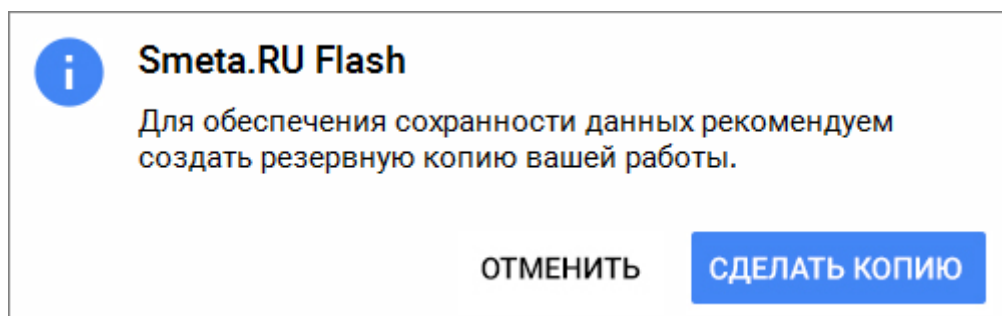 Smeta.RU Flash
Для обеспечения сохранности данных рекомендуем
создать резервную копию вашей работы.
ОТМЕНИТЬ СДЕЛАТЬ КОПИЮ